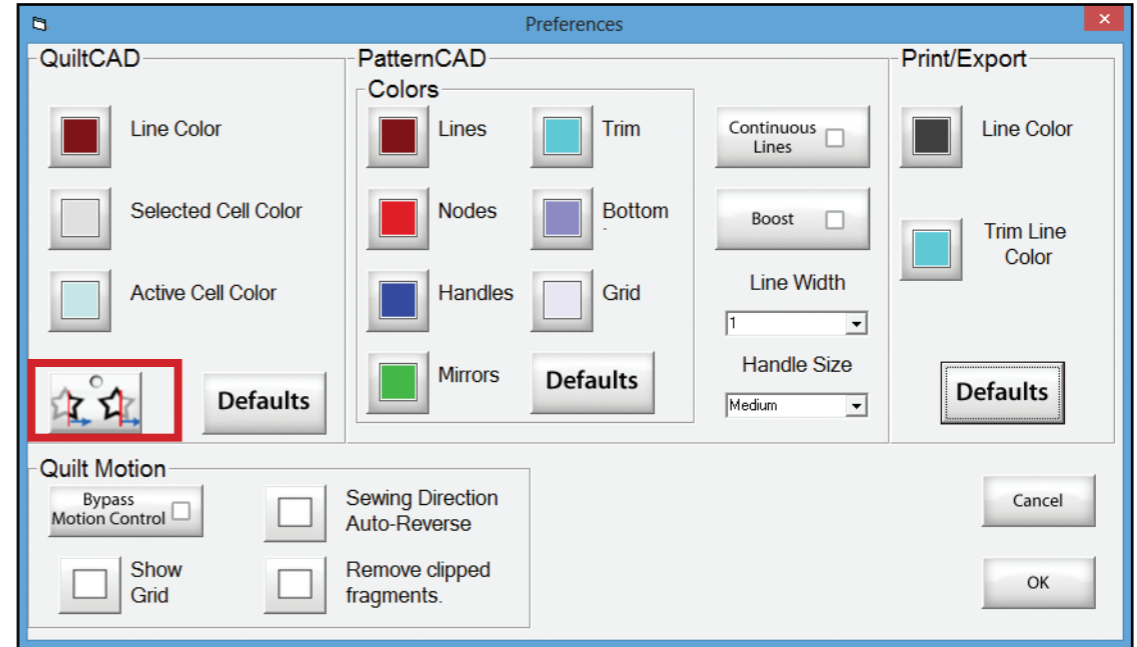 Preferences
QuiltCAD
Line Color
Selected Cell Color
Active Cell Color
Defaults
PatternCAD
Colors
Lines
Trim
Nodes
Bottom
Handles
Grid
Mirrors
Defaults
Continuous
Lines
Boost
Line Width
1
Handle Size
Medium
Print/Export
Line Color
Trim Line
Color
Defaults
Quilt Motion
Bypass
Motion Control
Sewing Direction
Auto-Reverse
Show
Grid
Remove clipped
fragments.
Cancel
OK